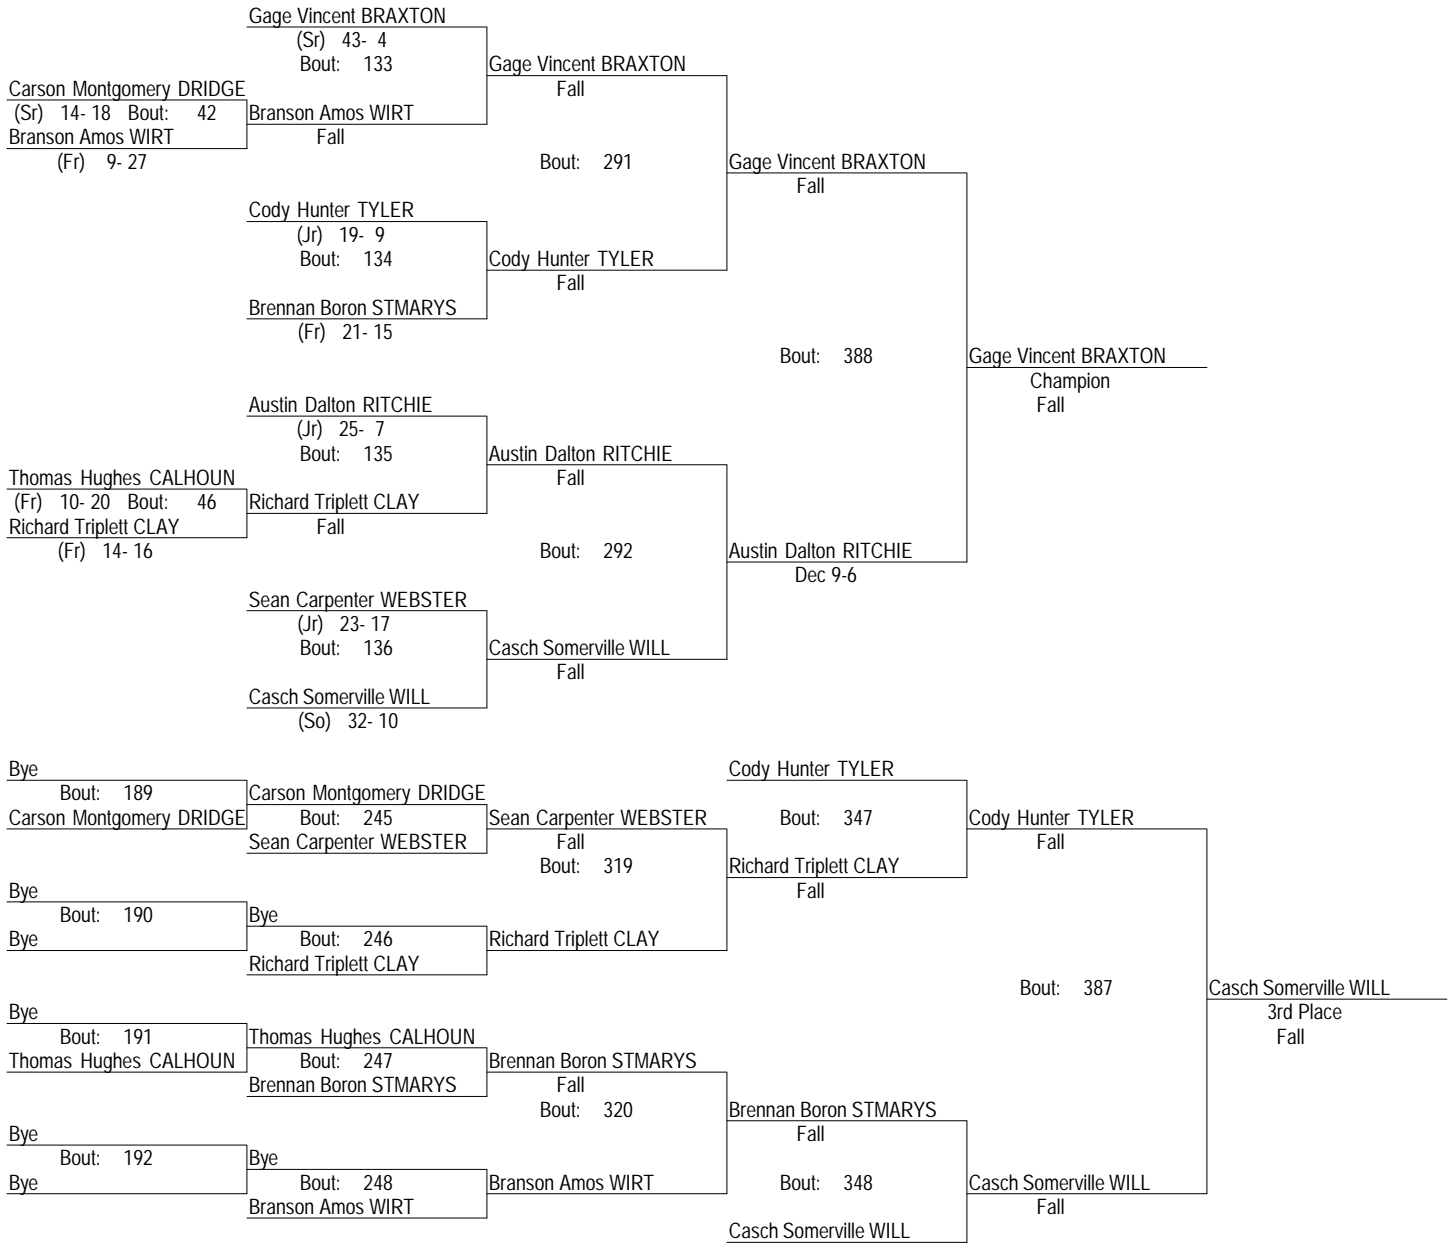 Gage Vincent BRAXTON
(Sr) 43- 4
Bout: 133
Gage Vincent BRAXTON
Fall
Carson Montgomery DRIDGE
(Sr) 14- 18 Bout: 42
Branson Amos WIRT
Branson Amos WIRT
Fall
(Fr) 9- 27
Bout: 291
Gage Vincent BRAXTON
Fall
Cody Hunter TYLER
(Jr) 19- 9
Bout: 134
Cody Hunter TYLER
Fall
Brennan Boron STMARYS
(Fr) 21- 15
Bout: 388
Gage Vincent BRAXTON
Champion
Fall
Austin Dalton RITCHIE
(Jr) 25- 7
Bout: 135
Austin Dalton RITCHIE
Fall
Thomas Hughes CALHOUN
(Fr) 10- 20 Bout: 46
Richard Triplett CLAY
Richard Triplett CLAY
Fall
(Fr) 14- 16
Bout: 292
Austin Dalton RITCHIE
Dec 9-6
Sean Carpenter WEBSTER
(Jr) 23- 17
Bout: 136
Casch Somerville WILL
Fall
Casch Somerville WILL
(So) 32- 10
Bye
Bout: 189
Carson Montgomery DRIDGE
Carson Montgomery DRIDGE
Bout: 245
Sean Carpenter WEBSTER
Sean Carpenter WEBSTER
Fall
Bout: 319
Cody Hunter TYLER
Bout: 347
Cody Hunter TYLER
Fall
Richard Triplett CLAY
Fall
Bye
Bout: 190
Bye
Bye
Bout: 246
Richard Triplett CLAY
Richard Triplett CLAY
Bout: 387
Casch Somerville WILL
3rd Place
Fall
Bye
Bout: 191
Thomas Hughes CALHOUN
Thomas Hughes CALHOUN
Bout: 247
Brennan Boron STMARYS
Brennan Boron STMARYS
Fall
Bout: 320
Brennan Boron STMARYS
Fall
Bye
Bout: 192
Bye
Bye
Bout: 248
Branson Amos WIRT
Branson Amos WIRT
Bout: 348
Casch Somerville WILL
Fall
Casch Somerville WILL